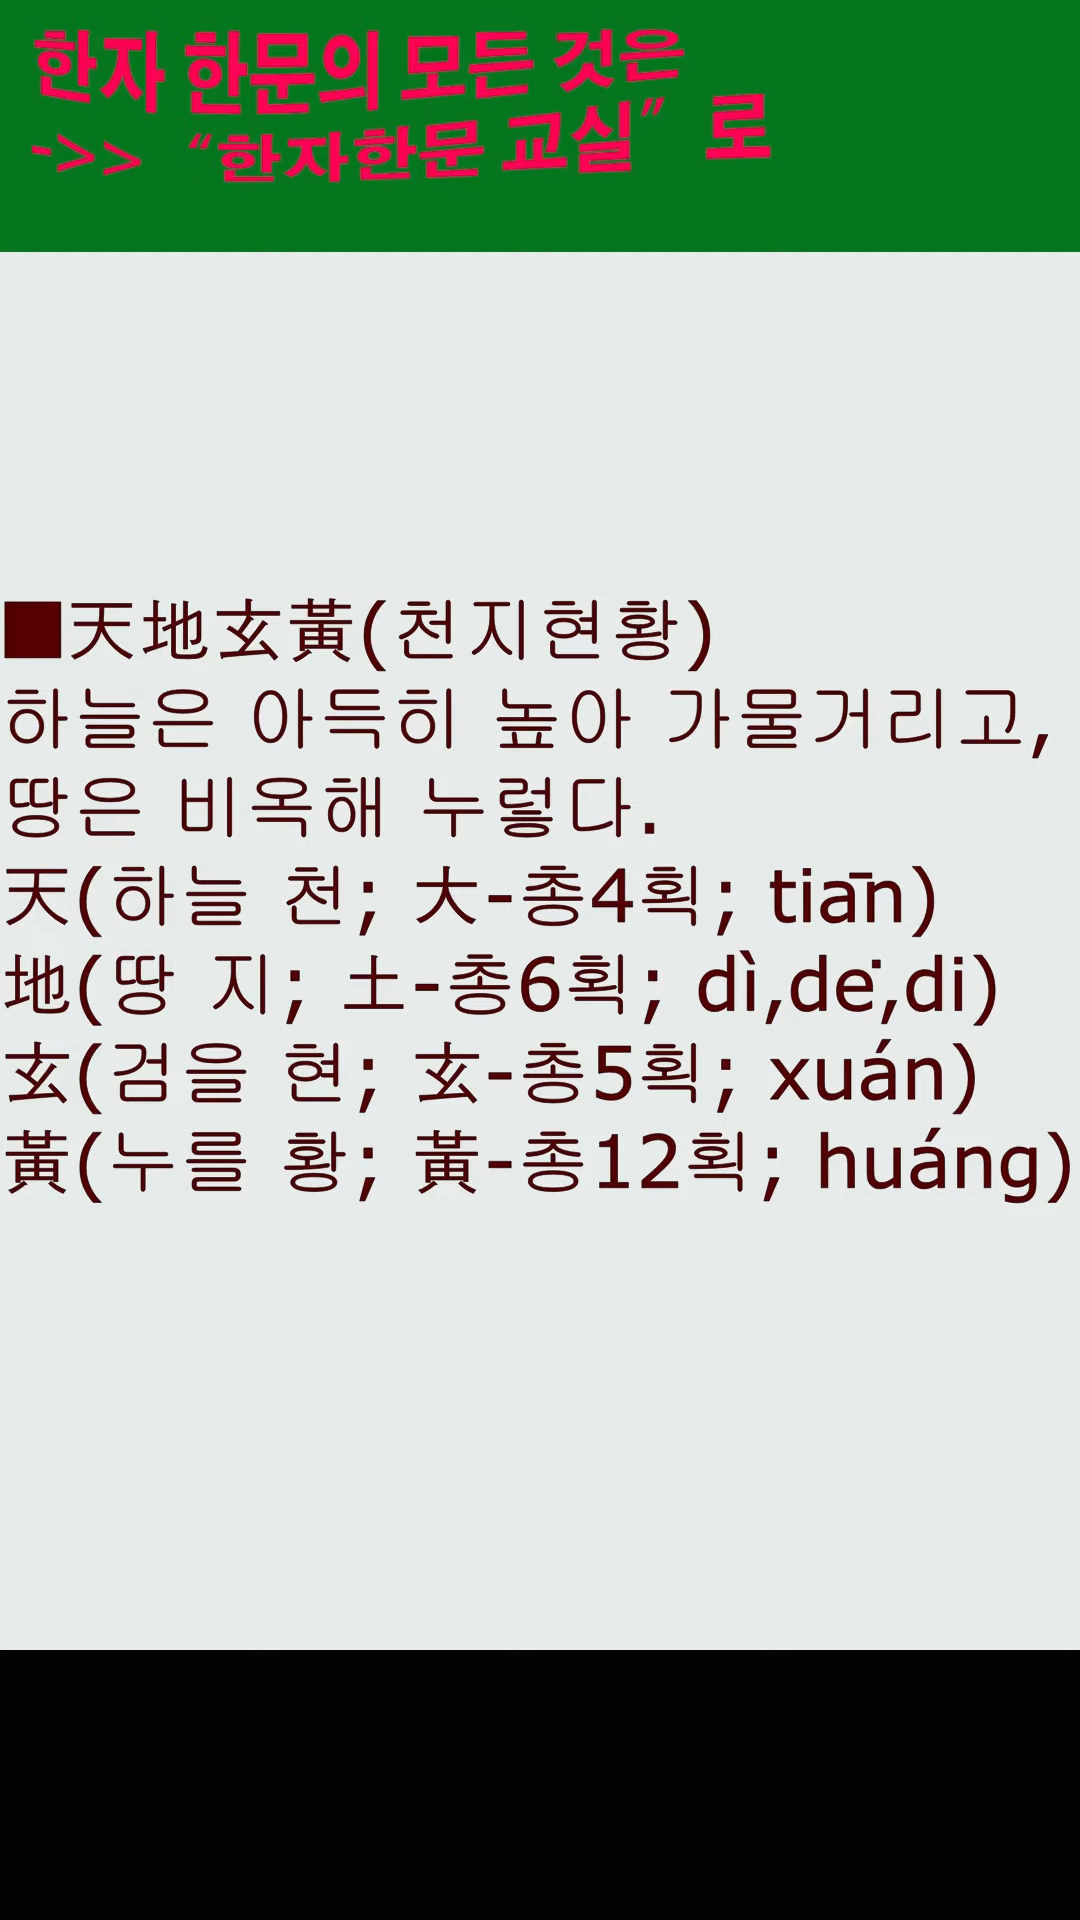 한자 한문의 모든 것은
->> “한자한문 교실” 로
■天地玄黃(천지현황)
하늘은 아득히 높아 가물거리고,
땅은 비옥해 누렇다.
天(하늘 천; 大-총4획; tiān)
地(땅 지; 土-총6획; dì,de˙,di)
玄(검을 현; 玄-총5획; xuán)
黃(누를 황; 黃-총12획; huáng)